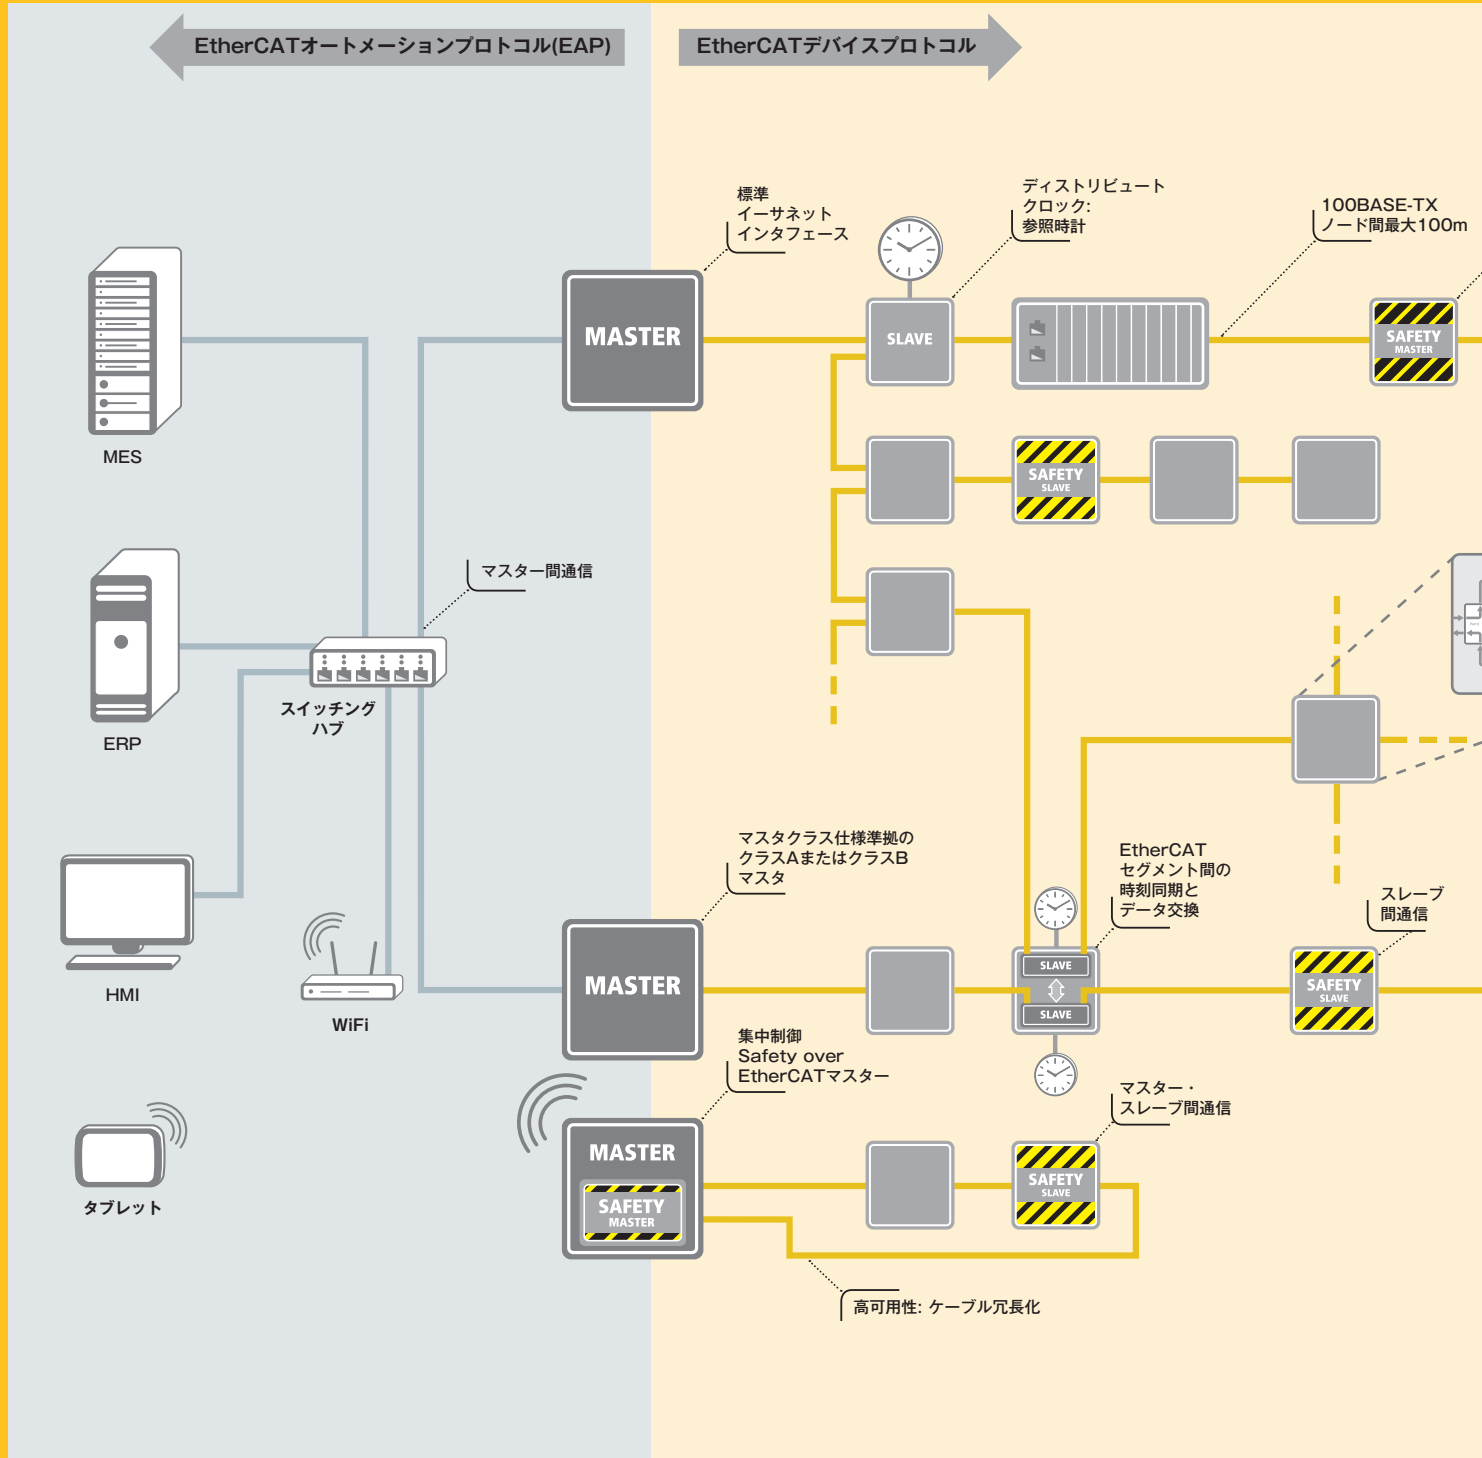 EtherCATオートメーションプロトコル(EAP)
EtherCATデバイスプロトコル
標準
イーサネット
インタフェース
ディストリビュート
クロック:
参照時計
100BASE-TX
ノード間最大100m
MASTER
SLAVE
SAFETY
MASTER
MES
SAFETY
SLAVE
マスター間通信
スイッチング
ハブ
ERP
マスタクラス仕様準拠の
クラスAまたはクラスB
マスタ
EtherCAT
セグメント間の
時刻同期と
データ交換
スレーブ
間通信
MASTER
SLAVE
SLAVE
SAFETY
SLAVE
HMI
WiFi
集中制御
Safety over
EtherCATマスター
マスター・
スレーブ間通信
MASTER
SAFETY
MASTER
SAFETY
SLAVE
タブレット
高可用性: ケーブル冗長化